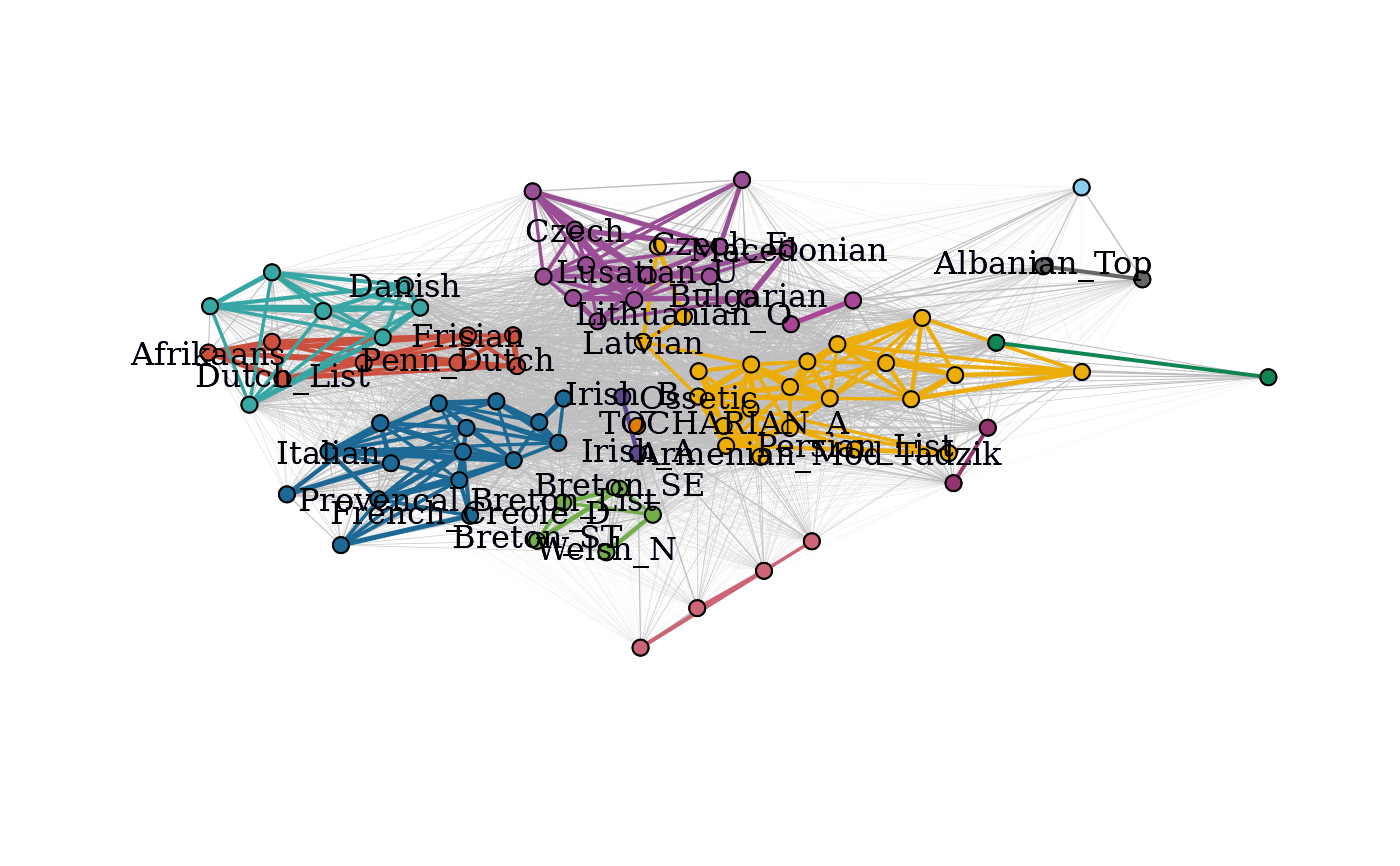 Czech
Czech_E
Macedonian
Albanian_Top
Lusatian_U
Danish
Bulgarian
Lithuanian_O
Frisian
Latvian
Afrikaans
Penn_Dutch
Dutch_List
Irish_B
Ossetic
TOCHARIAN_A
Persian_List
Italian
Irish_A
Armenian_Mod
Tadzik
Breton_SE
Provencal
Breton_List
French_Creole_D
Breton_ST
Welsh_N